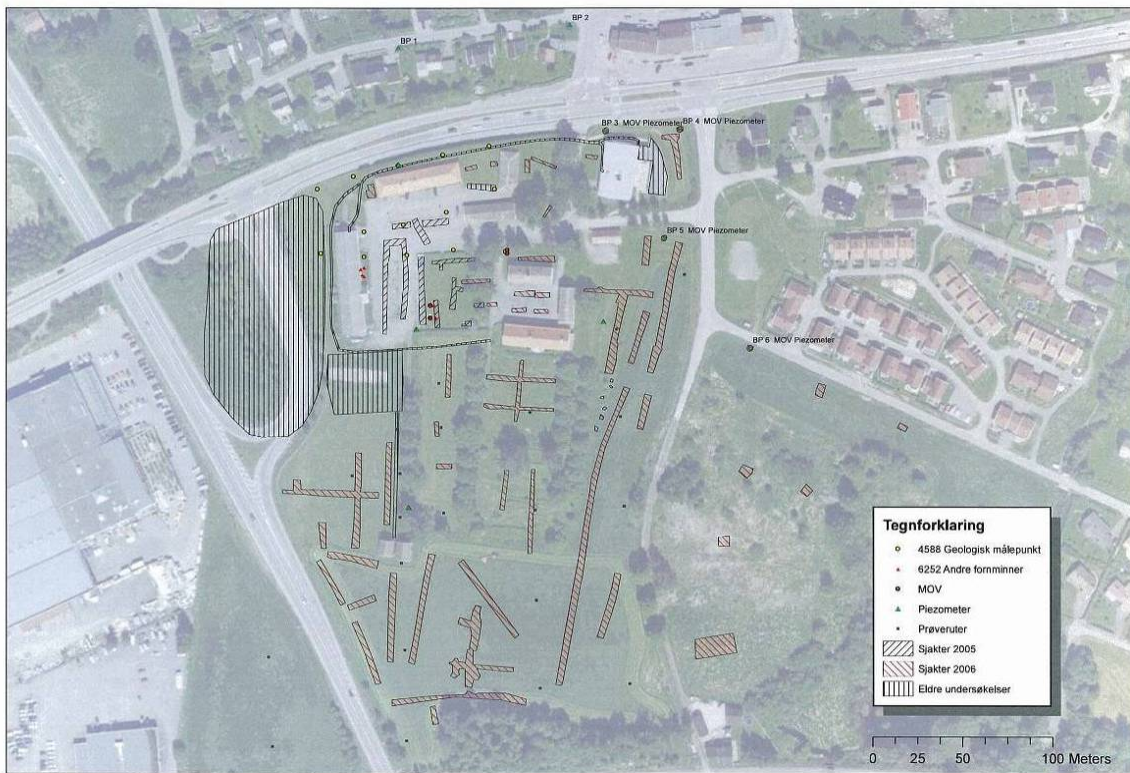 BP 2
BP 1
BP 3 MOV Piezometer
BP 4 MOV Piezometer
BP 5 MOV Piezometer
BP 6 MOV Piezometer
Tegnforklaring
4588 Geologisk målepunkt
6252 Andre fornminner
MOV
Piezometer
Prøveruter
Sjakter 2005
Sjakter 2006
Eldre undersøkelser
0 25 50 100 Meters